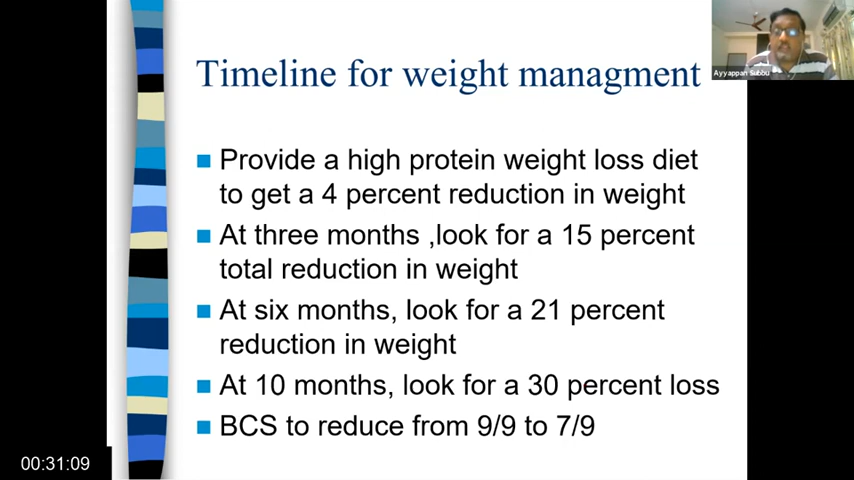 Timeline for weight managment
Ayyappan Subbu
Provide a high protein weight loss diet
to get a 4 percent reduction in weight
At three months ,look for a 15 percent
total reduction in weight
At six months, look for a 21 percent
reduction in weight
At 10 months, look for a 30 percent loss
BCS to reduce from 9/9 to 7/9
00:31:09